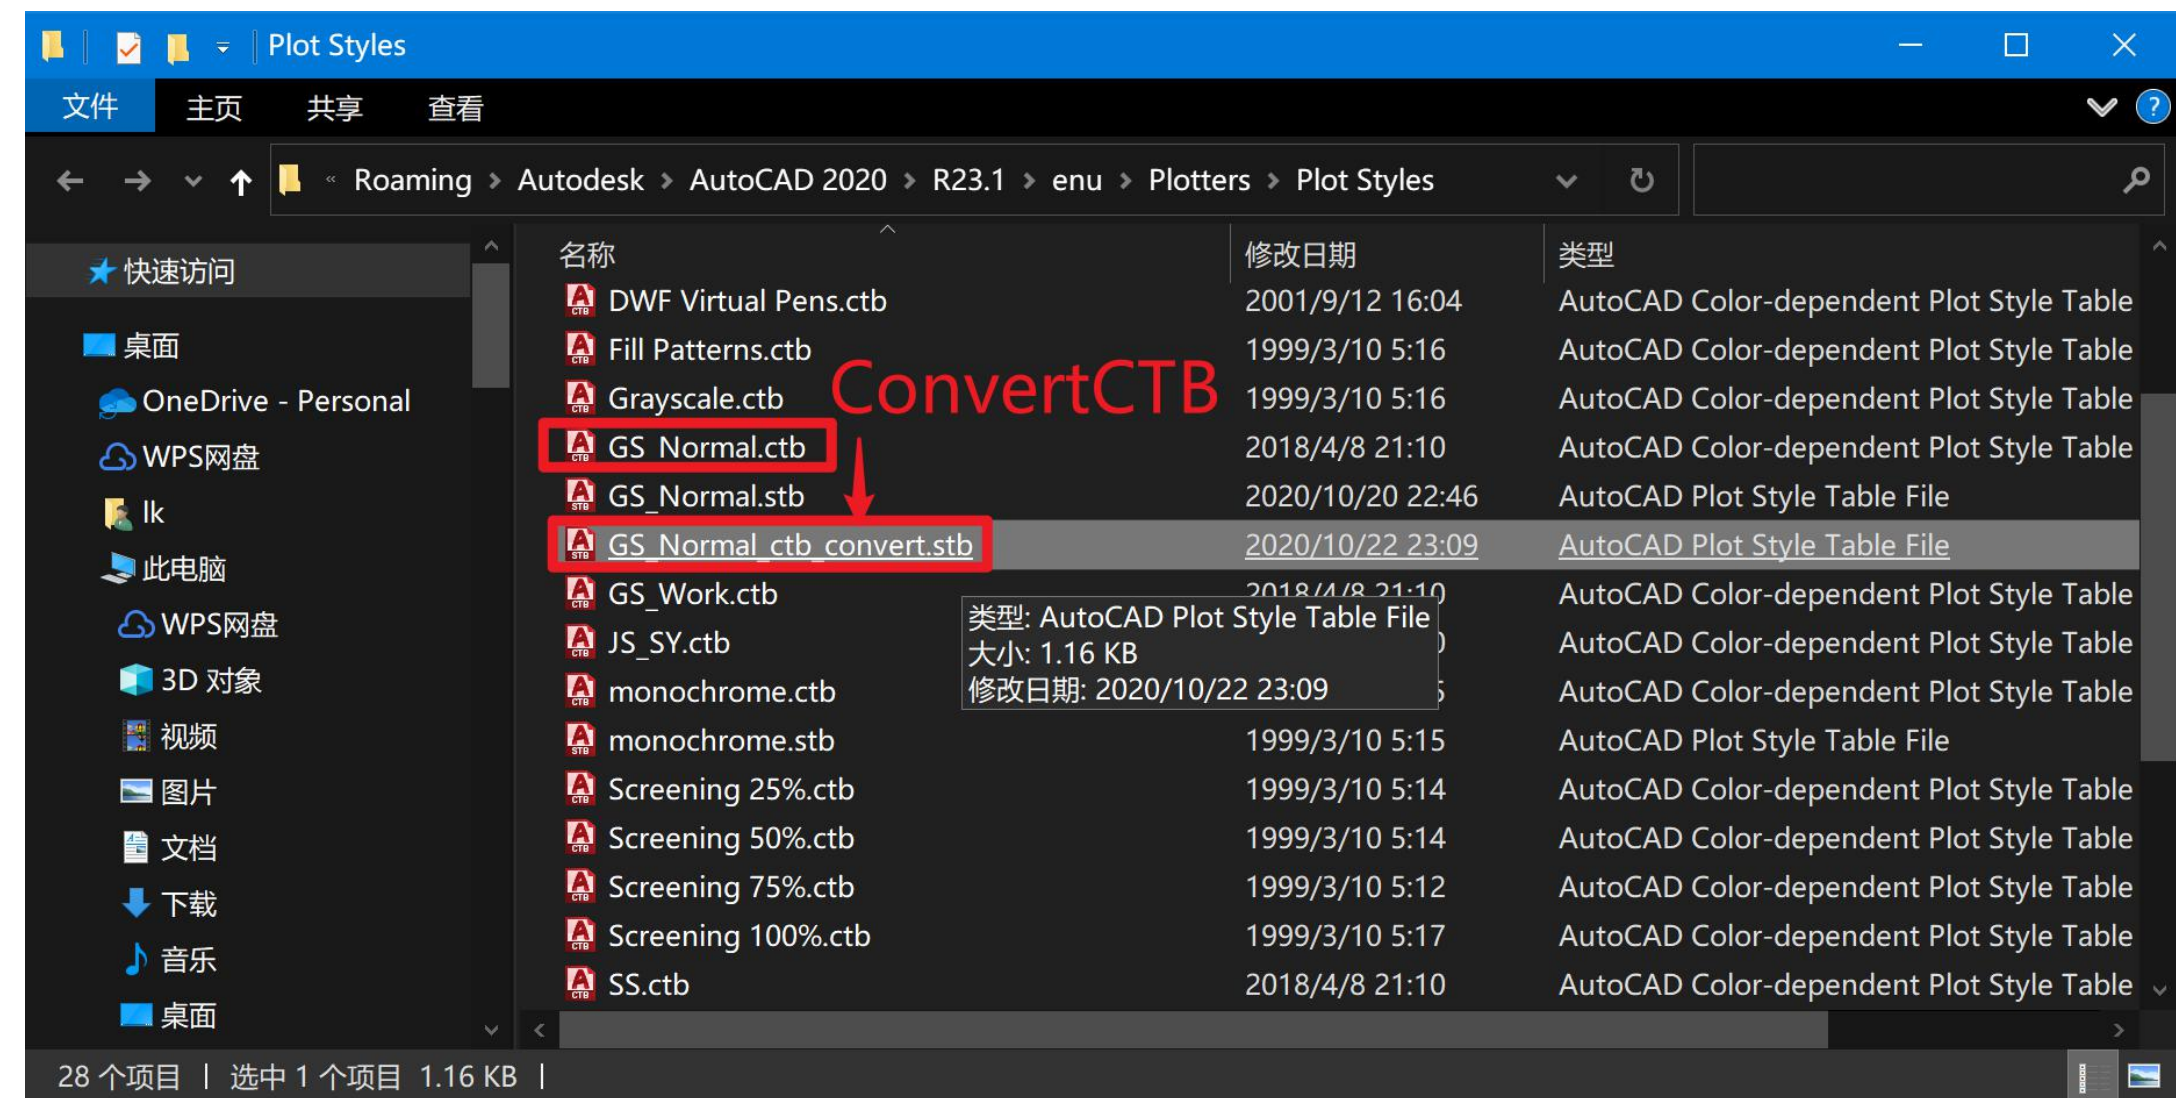 Plot Styles
文件 主页 共享 查看
« Roaming > Autodesk > AutoCAD 2020 > R23.1 > enu > Plotters > Plot Styles
快速访问
桌面
OneDrive - Personal
WPS网盘
lk
此电脑
WPS网盘
3D 对象
视频
图片
文档
下载
音乐
桌面
名称 修改日期 类型
DWF Virtual Pens.ctb 2001/9/12 16:04 AutoCAD Color-dependent Plot Style Table
Fill Patterns.ctb 1999/3/10 5:16 AutoCAD Color-dependent Plot Style Table
Grayscale.ctb 1999/3/10 5:16 AutoCAD Color-dependent Plot Style Table
ConvertCTB
GS_Normal.ctb 2018/4/8 21:10 AutoCAD Color-dependent Plot Style Table
GS_Normal.stb 2020/10/20 22:46 AutoCAD Plot Style Table File
GS_Normal_ctb_convert.stb 2020/10/22 23:09 AutoCAD Plot Style Table File
GS_Work.ctb 2018/4/8 21:10 AutoCAD Color-dependent Plot Style Table
JS_SY.ctb AutoCAD Color-dependent Plot Style Table
monochrome.ctb AutoCAD Color-dependent Plot Style Table
类型: AutoCAD Plot Style Table File
大小: 1.16 KB
修改日期: 2020/10/22 23:09
monochrome.stb 1999/3/10 5:15 AutoCAD Plot Style Table File
Screening 25%.ctb 1999/3/10 5:14 AutoCAD Color-dependent Plot Style Table
Screening 50%.ctb 1999/3/10 5:14 AutoCAD Color-dependent Plot Style Table
Screening 75%.ctb 1999/3/10 5:12 AutoCAD Color-dependent Plot Style Table
Screening 100%.ctb 1999/3/10 5:17 AutoCAD Color-dependent Plot Style Table
SS.ctb 2018/4/8 21:10 AutoCAD Color-dependent Plot Style Table
28 个项目 选中 1 个项目 1.16 KB